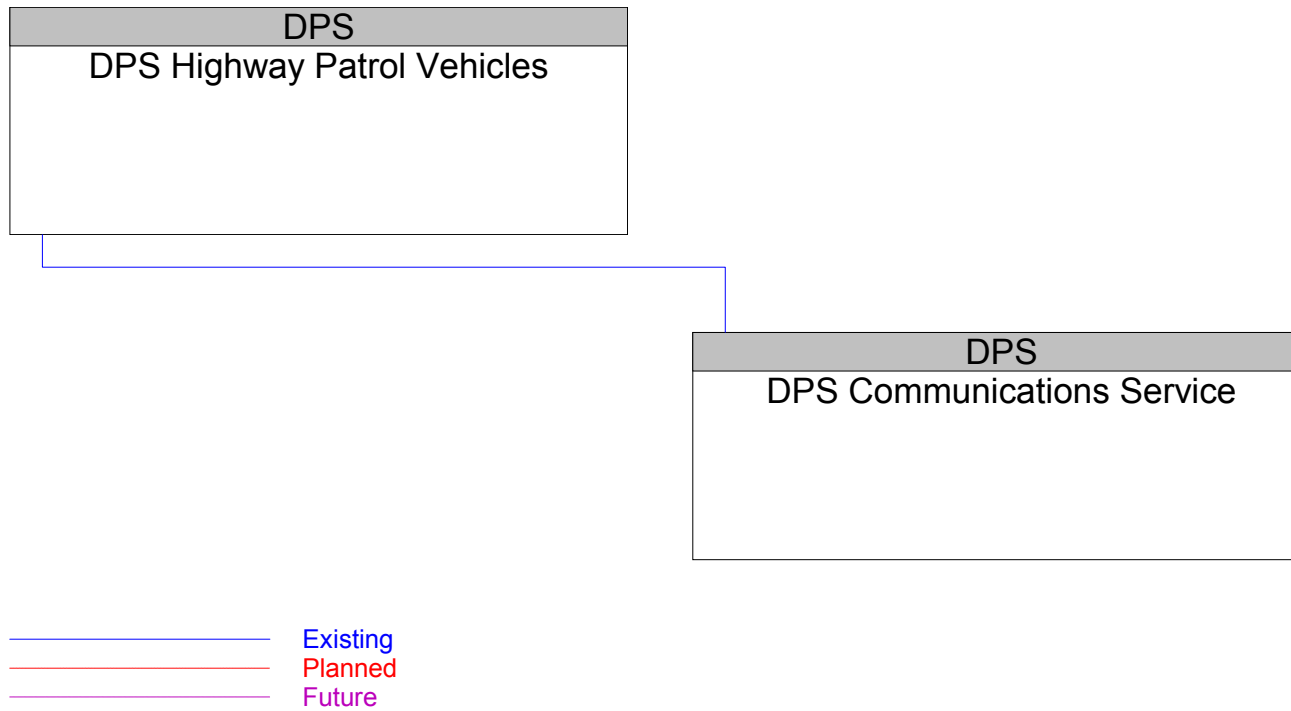 DPS
DPS Highway Patrol Vehicles
DPS
DPS Communications Service
Existing
Planned
Future